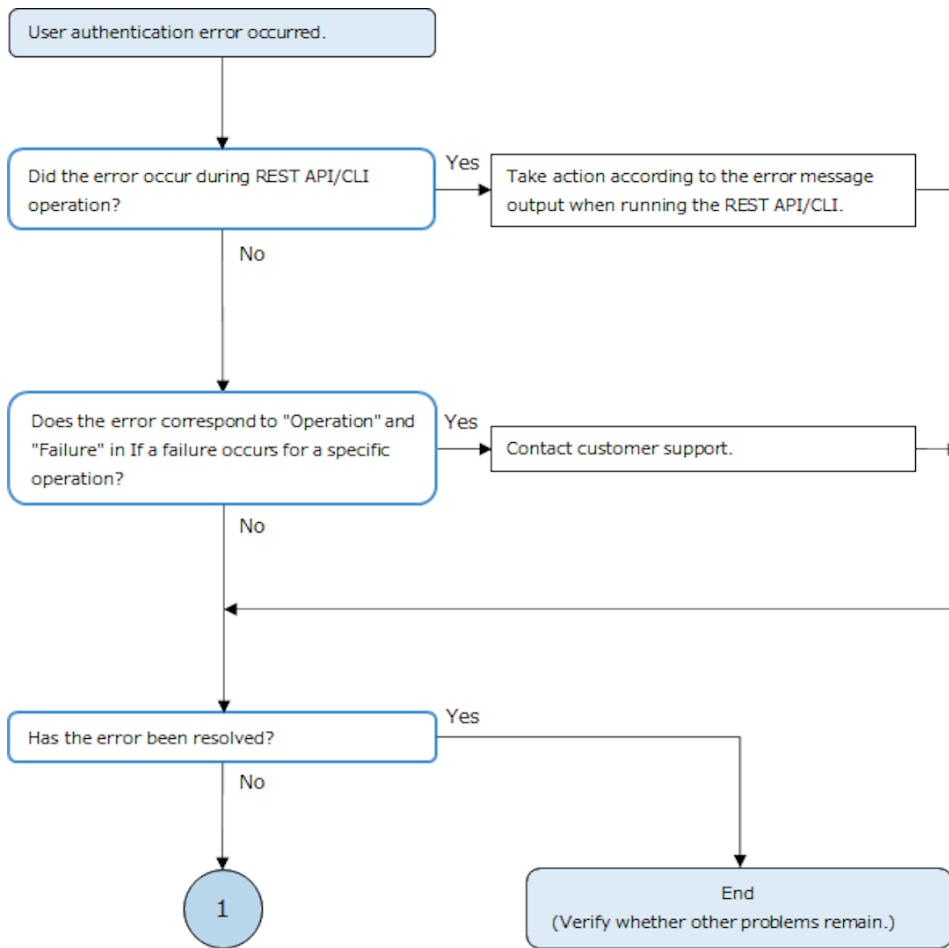 User authentication error occurred.
Did the error occur during REST API/CLI
operation?
Yes
Take action according to the error message
output when running the REST API/CLI.
No
Does the error correspond to "Operation" and
"Failure" in If a failure occurs for a specific
operation?
Yes
Contact customer support.
No
Has the error been resolved?
Yes
No
1
End
(Verify whether other problems remain.)